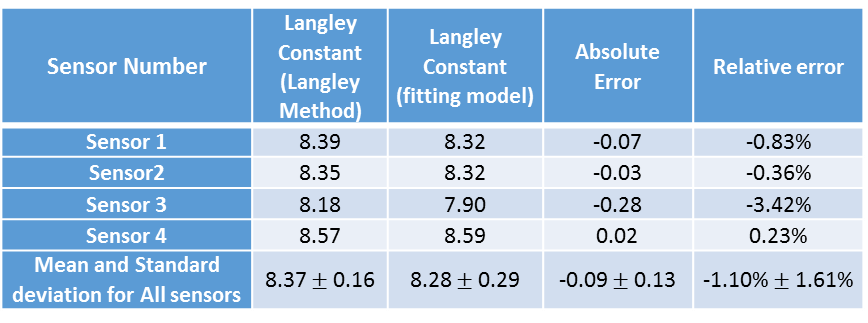 Sensor Number Langley Constant (Langley Method) Langley Constant (fitting model) Absolute Error Relative error
Sensor 1 8.39 8.32 -0.07 -0.83%
Sensor2 8.35 8.32 -0.03 -0.36%
Sensor 3 8.18 7.90 -0.28 -3.42%
Sensor 4 8.57 8.59 0.02 0.23%
Mean and Standard deviation for All sensors 8.37 ± 0.16 8.28 ± 0.29 -0.09 ± 0.13 -1.10% ± 1.61%